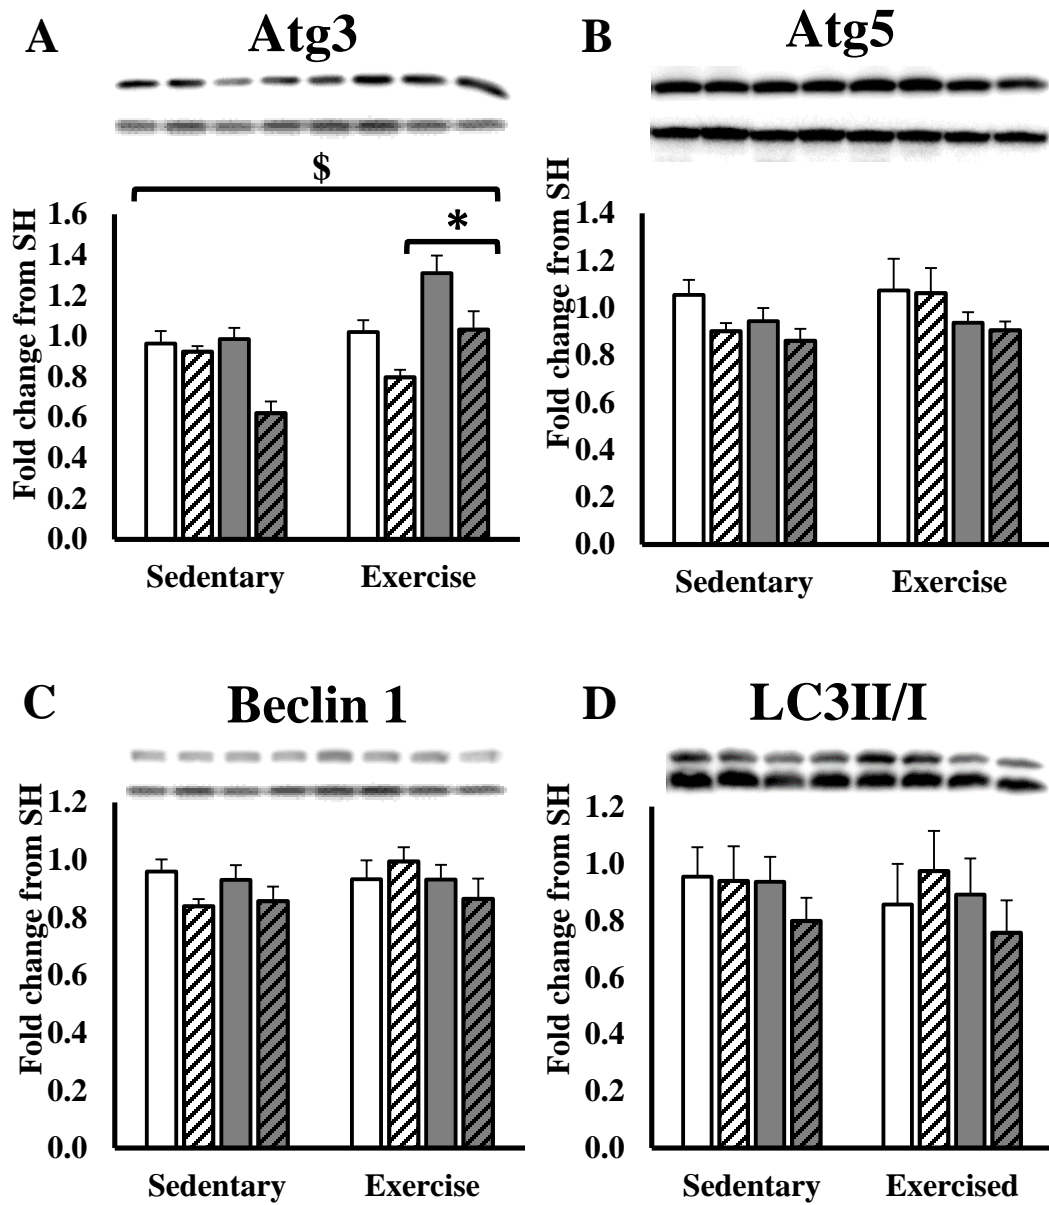 A
Atg3
$
*
Fold change from SH
1.6
1.4
1.2
1.0
0.8
0.6
0.4
0.2
0.0
Sedentary
Exercise
B
Atg5
Fold change from SH
1.4
1.2
1.0
0.8
0.6
0.4
0.2
0.0
Sedentary
Exercise
C
Beclin 1
Fold change from SH
1.2
1.0
0.8
0.6
0.4
0.2
0.0
Sedentary
Exercise
D
LC3II/I
Fold change from SH
1.2
1.0
0.8
0.6
0.4
0.2
0.0
Sedentary
Exercised